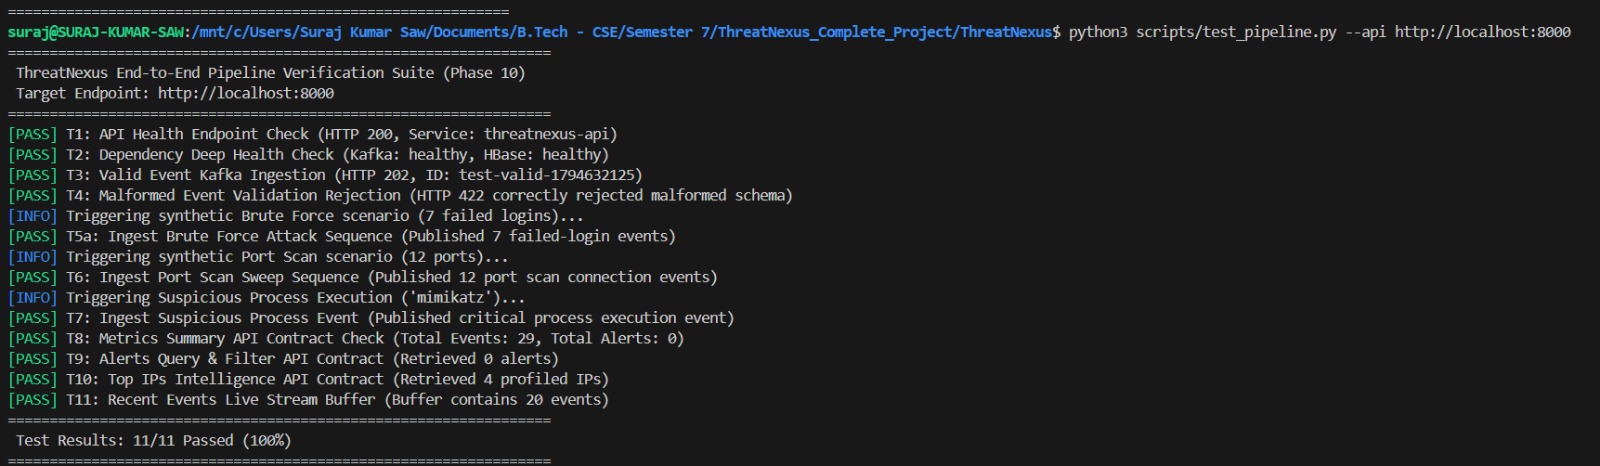 =============================================================
suraj@SURAJ-KUMAR-SAW:/mnt/c/Users/Suraj Kumar Saw/Documents/B.Tech - CSE/Semester 7/ThreatNexus_Complete_Project/ThreatNexus$ python3 scripts/test_pipeline.py --api http://localhost:8000
=================================================================
 ThreatNexus End-to-End Pipeline Verification Suite (Phase 10)
 Target Endpoint: http://localhost:8000
=================================================================
[PASS] T1: API Health Endpoint Check (HTTP 200, Service: threatnexus-api)
[PASS] T2: Dependency Deep Health Check (Kafka: healthy, HBase: healthy)
[PASS] T3: Valid Event Kafka Ingestion (HTTP 202, ID: test-valid-1794632125)
[PASS] T4: Malformed Event Validation Rejection (HTTP 422 correctly rejected malformed schema)
[INFO] Triggering synthetic Brute Force scenario (7 failed logins)...
[PASS] T5a: Ingest Brute Force Attack Sequence (Published 7 failed-login events)
[INFO] Triggering synthetic Port Scan scenario (12 ports)...
[PASS] T6: Ingest Port Scan Sweep Sequence (Published 12 port scan connection events)
[INFO] Triggering Suspicious Process Execution ('mimikatz')...
[PASS] T7: Ingest Suspicious Process Event (Published critical process execution event)
[PASS] T8: Metrics Summary API Contract Check (Total Events: 29, Total Alerts: 0)
[PASS] T9: Alerts Query & Filter API Contract (Retrieved 0 alerts)
[PASS] T10: Top IPs Intelligence API Contract (Retrieved 4 profiled IPs)
[PASS] T11: Recent Events Live Stream Buffer (Buffer contains 20 events)
=================================================================
 Test Results: 11/11 Passed (100%)
=================================================================